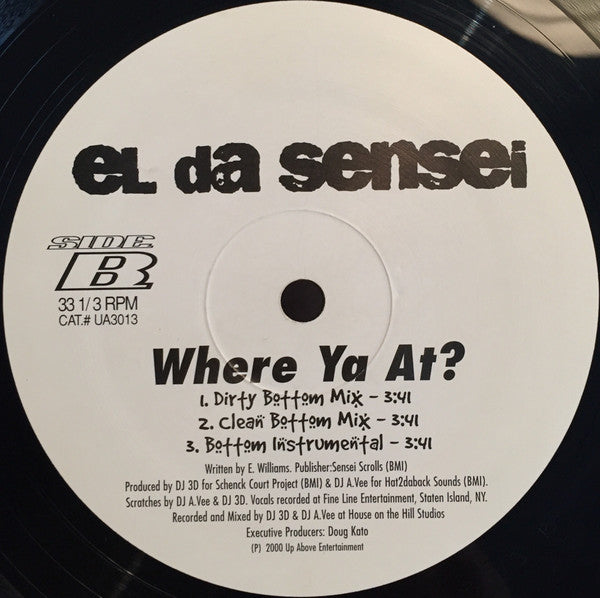 eL da sensei
SIDE
B
33 1/3 RPM
CAT.# UA3013
Where Ya At?
1. Dirty Bottom Mix - 3:41
2. Clean Bottom Mix - 3:41
3. Bottom Instrumental - 3:41
Written by E. Williams. Publisher:Sensei Scrolls (BMI)
Produced by DJ 3D for Schenck Court Project (BMI) & DJ A.Vee for Hat2daback Sounds (BMI).
Scratches by DJ A.Vee & DJ 3D. Vocals recorded at Fine Line Entertainment, Staten Island, NY.
Recorded and Mixed by DJ 3D & DJ A.Vee at House on the Hill Studios
Executive Producers: Doug Kato
(P) 2000 Up Above Entertainment